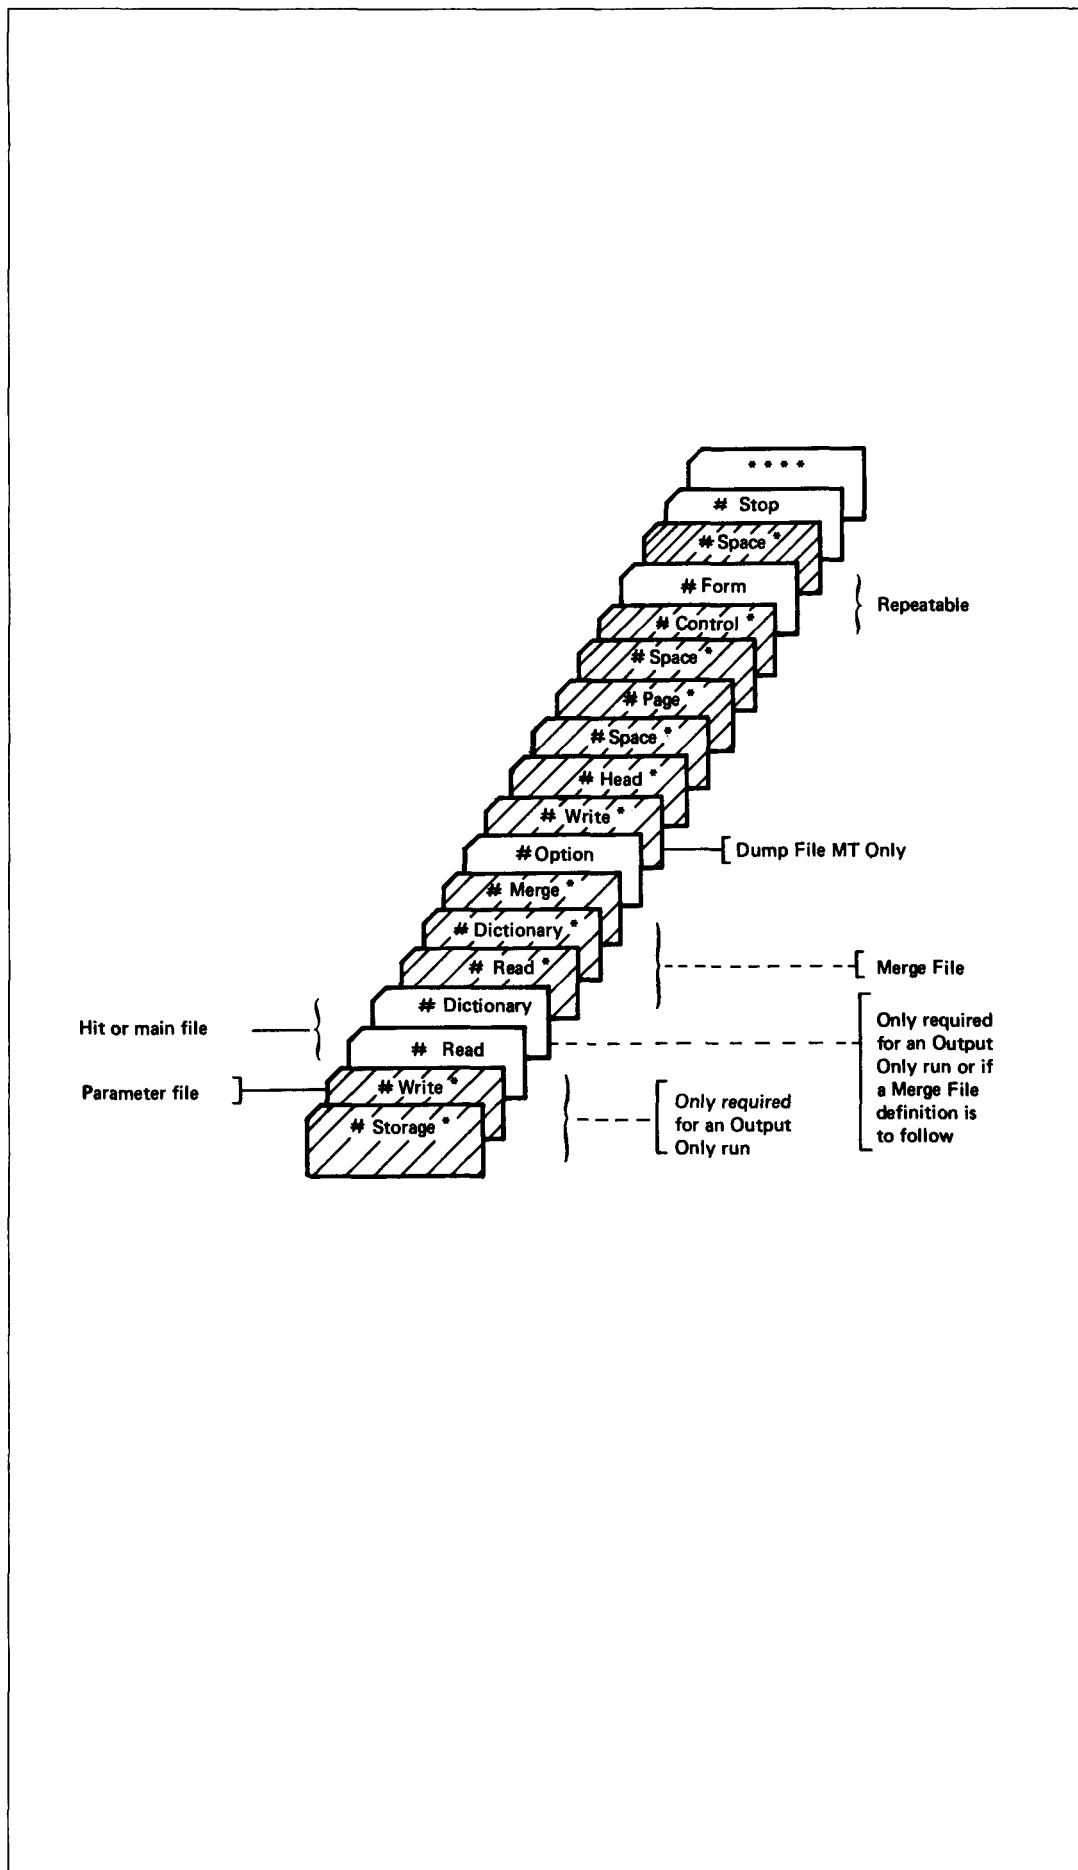 * * * *
# Stop
# Space *
# Form
Repeatable
# Control *
# Space *
# Page *
# Space *
# Head *
# Write *
# Option
Dump File MT Only
# Merge *
# Dictionary *
# Read *
Merge File
# Dictionary
Hit or main file
# Read
Only required
for an Output
Only run or if
a Merge File
definition is
to follow
# Write *
Parameter file
# Storage *
Only required
for an Output
Only run